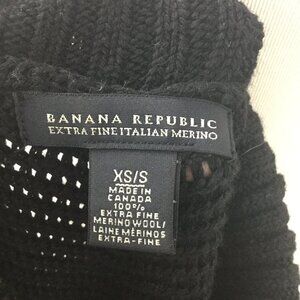 BANANA REPUBLIC
EXTRA FINE ITALIAN MERINO
XS/S
MADE IN
CANADA
100%
EXTRA FINE
MERINO WOOL/
LAINE MÉRINOS
EXTRA-FINE